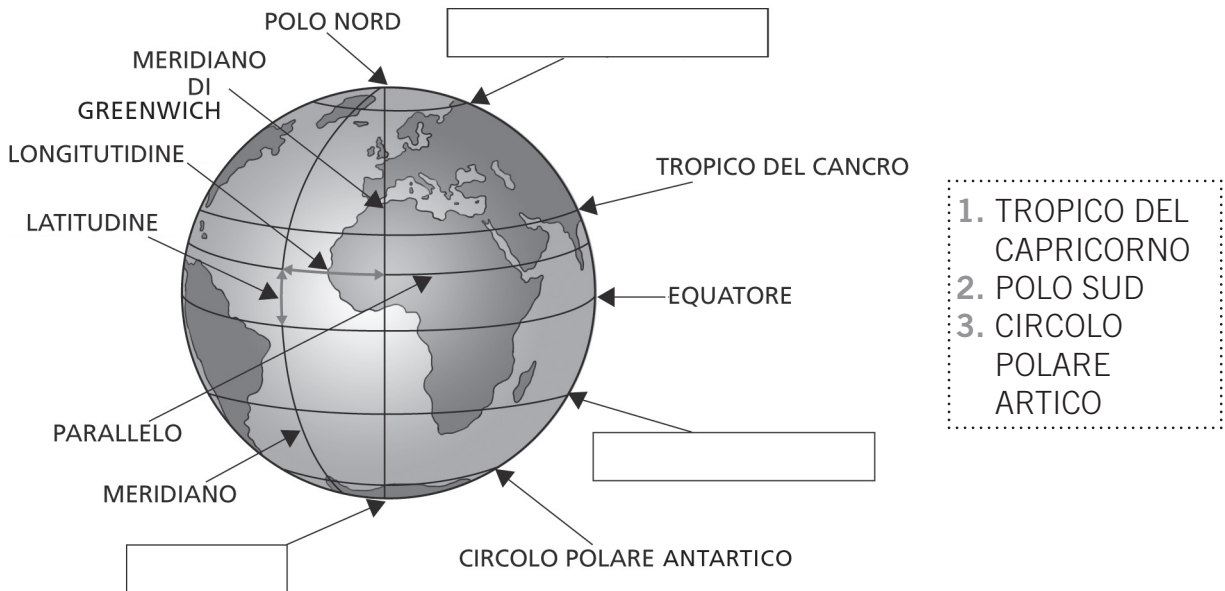 POLO NORD
MERIDIANO
DI
GREENWICH
LONGITUTIDINE
LATITUDINE
TROPICO DEL CANCRO
EQUATORE
PARALLELO
MERIDIANO
CIRCOLO POLARE ANTARTICO
1. TROPICO DEL
CAPRICORNO
2. POLO SUD
3. CIRCOLO
POLARE
ARTICO